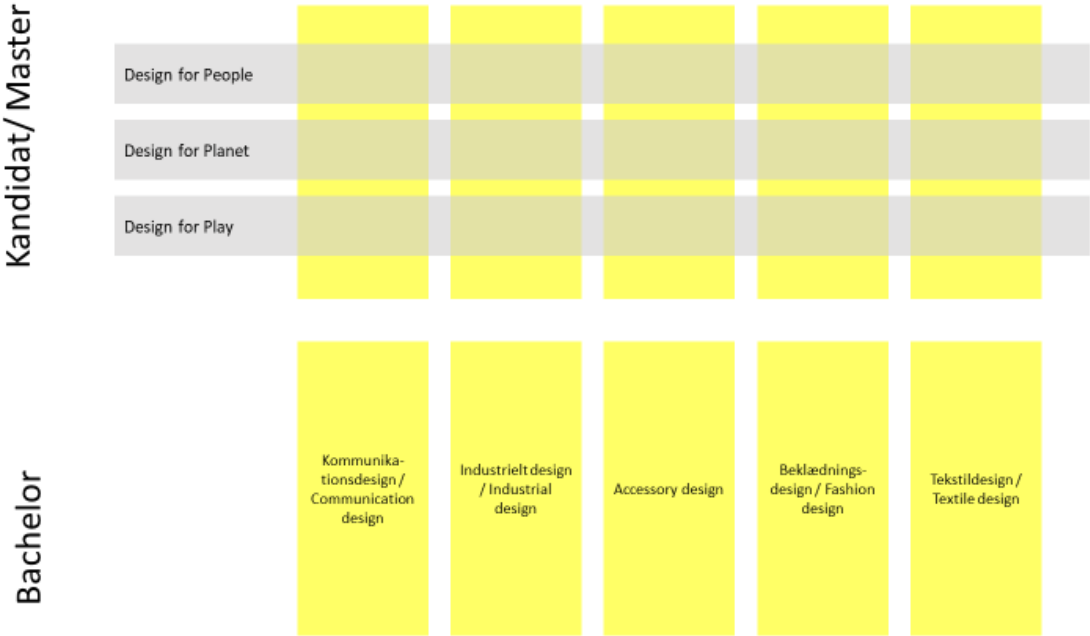 Kandidat/ Master
Design for People
Design for Planet
Design for Play
Bachelor
Kommunika-
tionsdesign /
Communication
design
Industrielt design
/ Industrial
design
Accessory design
Beklædnings-
design / Fashion
design
Tekstildesign /
Textile design